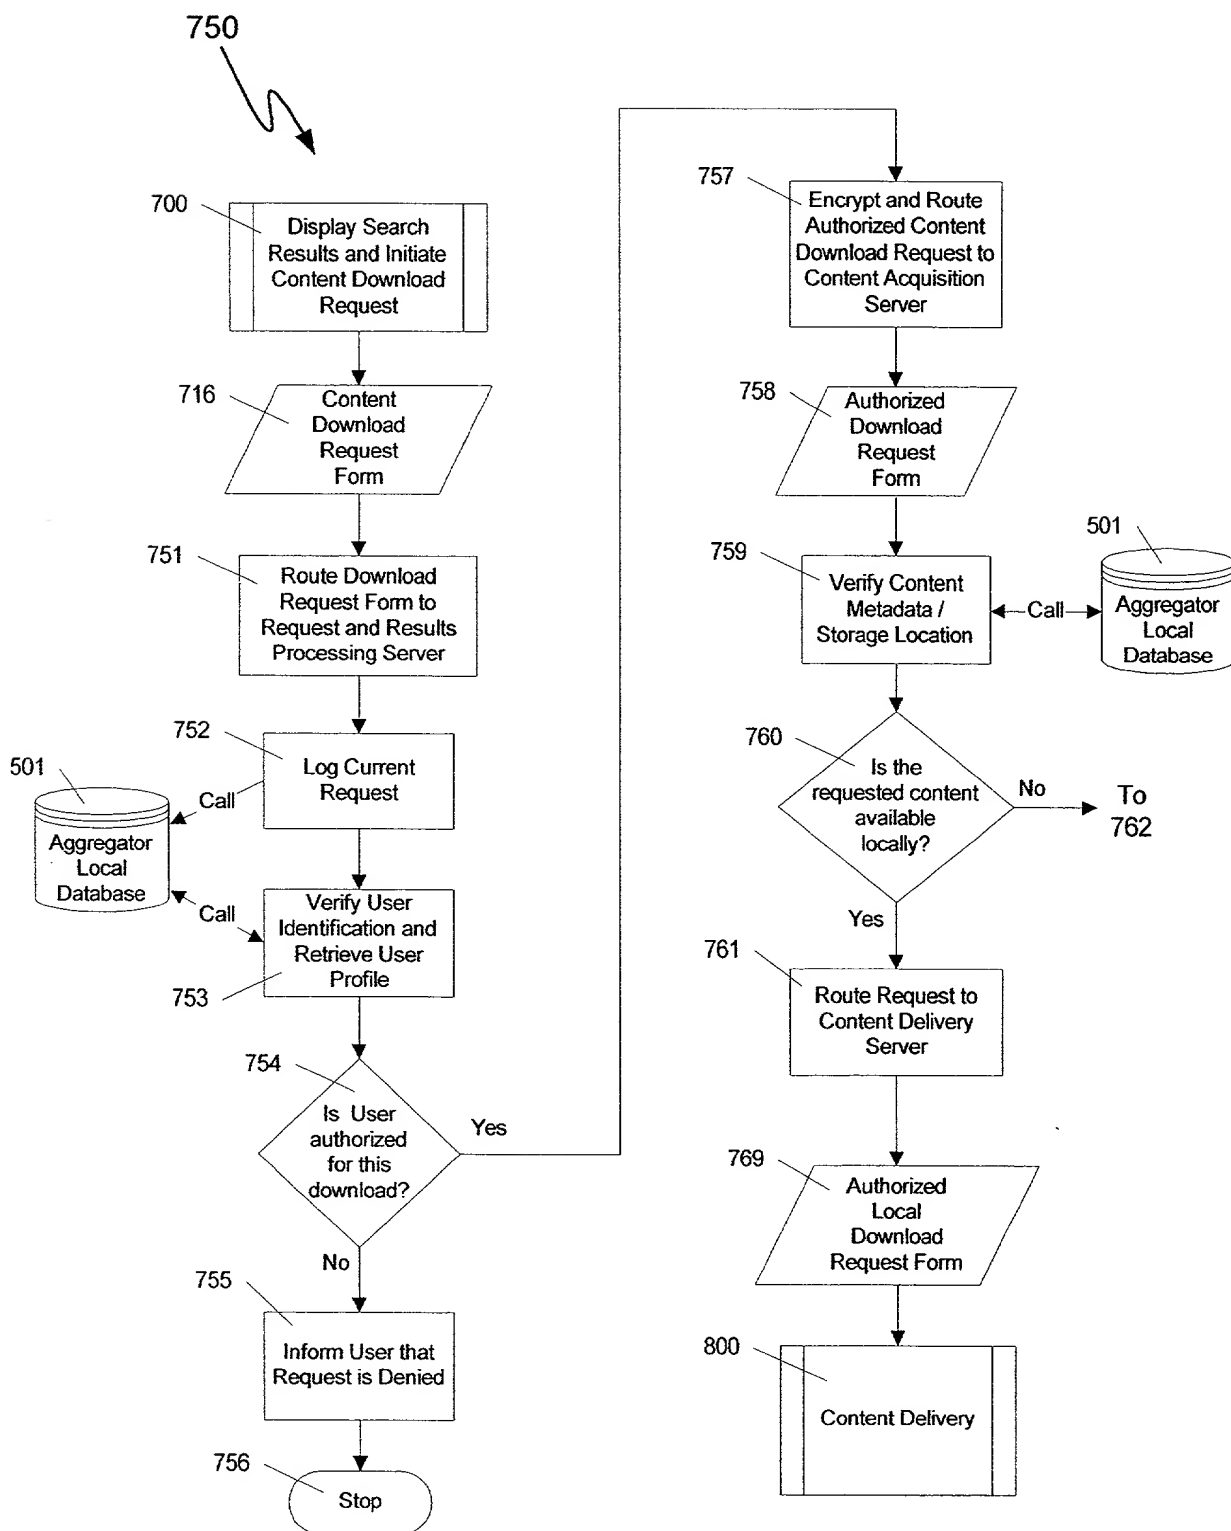 750
700
Display Search
Results and Initiate
Content Download
Request
716
Content
Download
Request
Form
751
Route Download
Request Form to
Request and Results
Processing Server
752
Log Current
Request
501
Call
Aggregator
Local
Database
Call
Verify User
Identification and
Retrieve User
Profile
753
754
Is User
authorized
for this
download?
Yes
No
755
Inform User that
Request is Denied
756
Stop
757
Encrypt and Route
Authorized Content
Download Request to
Content Acquisition
Server
758
Authorized
Download
Request
Form
759
Verify Content
Metadata /
Storage Location
Call
501
Aggregator
Local
Database
760
Is the
requested content
available
locally?
No
To
762
Yes
761
Route Request to
Content Delivery
Server
769
Authorized
Local
Download
Request Form
800
Content Delivery